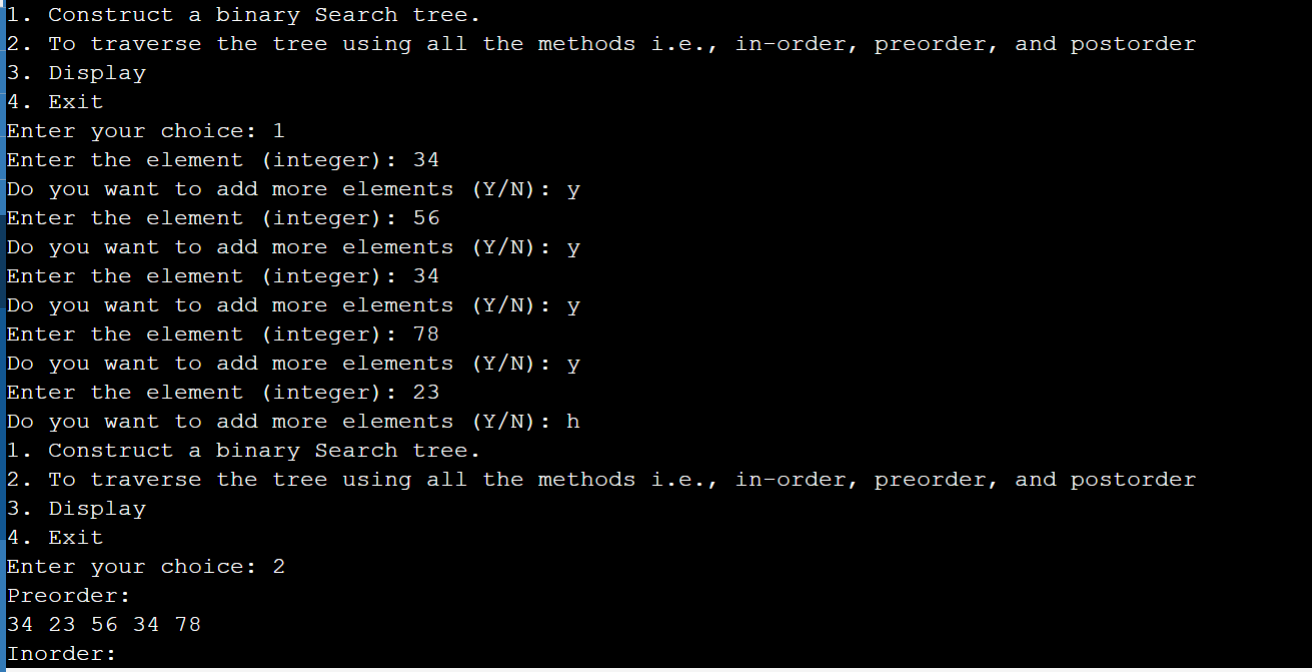 1. Construct a binary Search tree.
2. To traverse the tree using all the methods i.e., in-order, preorder, and postorder
3. Display
4. Exit
Enter your choice: 1
Enter the element (integer): 34
Do you want to add more elements (Y/N): y
Enter the element (integer): 56
Do you want to add more elements (Y/N): y
Enter the element (integer): 34
Do you want to add more elements (Y/N): y
Enter the element (integer): 78
Do you want to add more elements (Y/N): y
Enter the element (integer): 23
Do you want to add more elements (Y/N): h
1. Construct a binary Search tree.
2. To traverse the tree using all the methods i.e., in-order, preorder, and postorder
3. Display
4. Exit
Enter your choice: 2
Preorder:
34 23 56 34 78
Inorder: